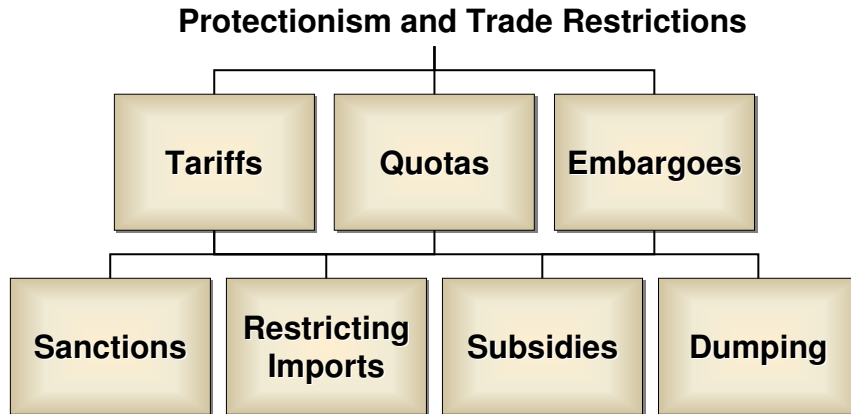 Protectionism and Trade Restrictions
Tariffs
Quotas
Embargoes
Sanctions
Restricting
Imports
Subsidies
Dumping